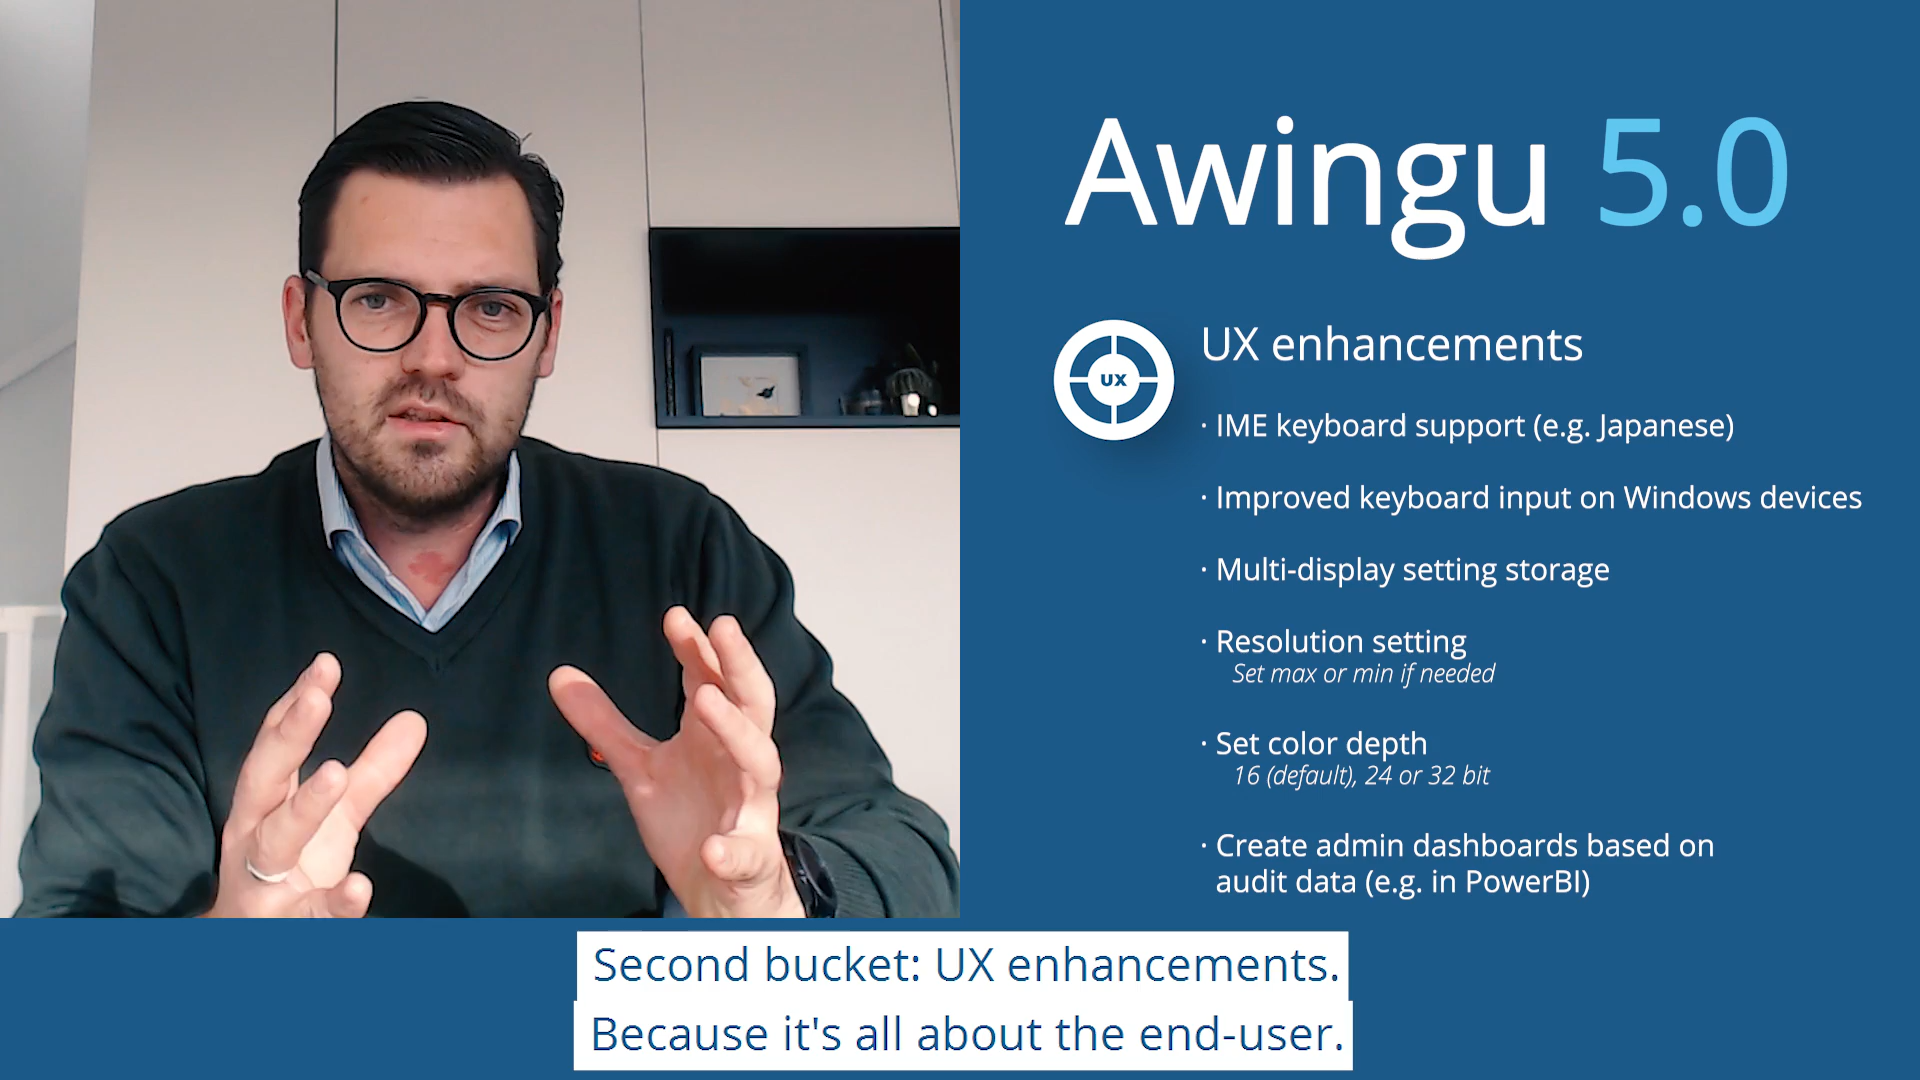 Awingu 5.0
UX
UX enhancements
· IME keyboard support (e.g. Japanese)
· Improved keyboard input on Windows devices
· Multi-display setting storage
· Resolution setting
Set max or min if needed
· Set color depth
16 (default), 24 or 32 bit
· Create admin dashboards based on
audit data (e.g. in PowerBI)
Second bucket: UX enhancements.
Because it's all about the end-user.